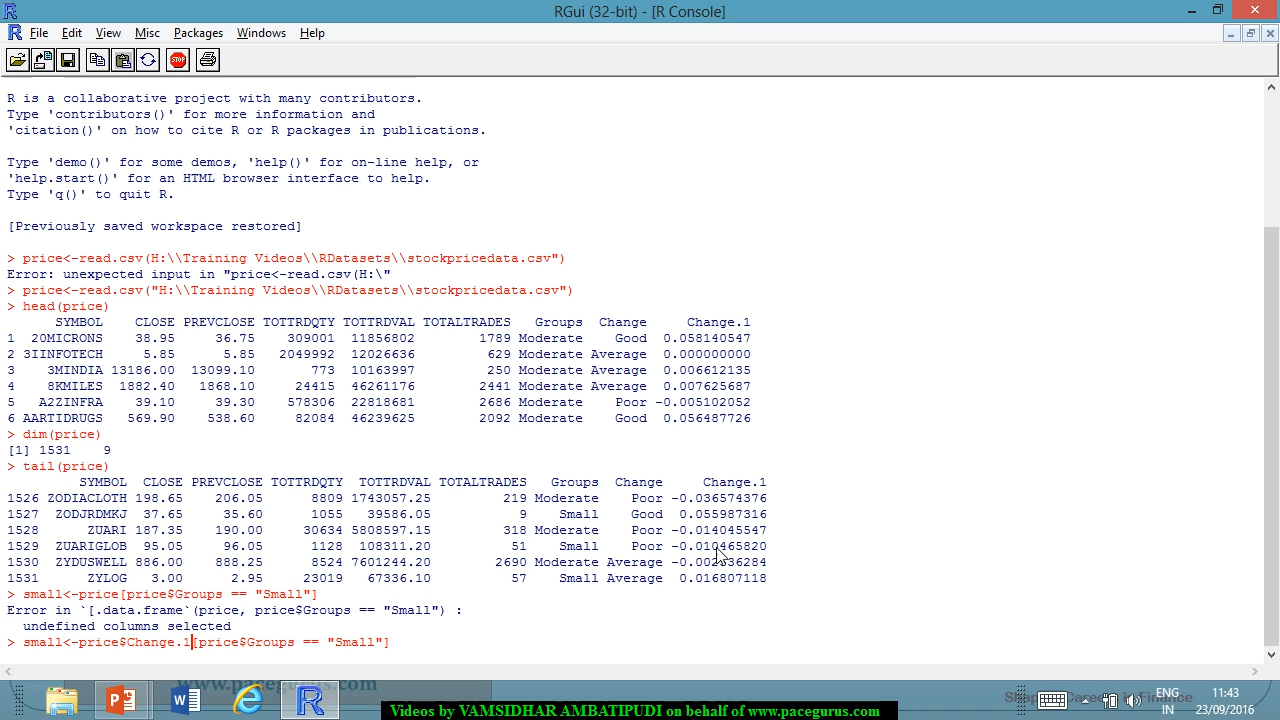 RGui (32-bit) - [R Console]
File Edit View Misc Packages Windows Help
STOP
R is a collaborative project with many contributors.
Type 'contributors()' for more information and
'citation()' on how to cite R or R packages in publications.
Type 'demo()' for some demos, 'help()' for on-line help, or
'help.start()' for an HTML browser interface to help.
Type 'q()' to quit R.
[Previously saved workspace restored]
> price<-read.csv(H:\\Training Videos\\RDatasets\\stockpricedata.csv")
Error: unexpected input in "price<-read.csv(H:\"
> price<-read.csv("H:\\Training Videos\\RDatasets\\stockpricedata.csv")
> head(price)
SYMBOL CLOSE PREVCLOSE TOTTRDQTY TOTTRDVAL TOTALTRADES Groups Change Change.1
1 20MICRONS 38.95 36.75 309001 11856802 1789 Moderate Good 0.058140547
2 3IINFOTECH 5.85 5.85 2049992 12026636 629 Moderate Average 0.000000000
3 3MINDIA 13186.00 13099.10 773 10163997 250 Moderate Average 0.006612135
4 8KMILES 1882.40 1868.10 24415 46261176 2441 Moderate Average 0.007625687
5 A2ZINFRA 39.10 39.30 578306 22818681 2686 Moderate Poor -0.005102052
6 AARTIDRUGS 569.90 538.60 82084 46239625 2092 Moderate Good 0.056487726
> dim(price)
[1] 1531 9
> tail(price)
SYMBOL CLOSE PREVCLOSE TOTTRDQTY TOTTRDVAL TOTALTRADES Groups Change Change.1
1526 ZODIACLOTH 198.65 206.05 8809 1743057.25 219 Moderate Poor -0.036574376
1527 ZODJRDMKJ 37.65 35.60 1055 39586.05 9 Small Good 0.055987316
1528 ZUARI 187.35 190.00 30634 5808597.15 318 Moderate Poor -0.014045547
1529 ZUARIGLOB 95.05 96.05 1128 108311.20 51 Small Poor -0.010465820
1530 ZYDUSWELL 886.00 888.25 8524 7601244.20 2690 Moderate Average
1531 ZYLOG 3.00 2.95 23019 67336.10 57 Small Average 0.016807118
> small<-price[price$Groups == "Small"]
Error in `[.data.frame`(price, price$Groups == "Small") :
undefined columns selected
> small<-price$Change.1[price$Groups == "Small"]
www.pacegurus.com
ENG 11:43
IN 23/09/2016
Videos by VAMSIDHAR AMBATIPUDI on behalf of www.pacegurus.com